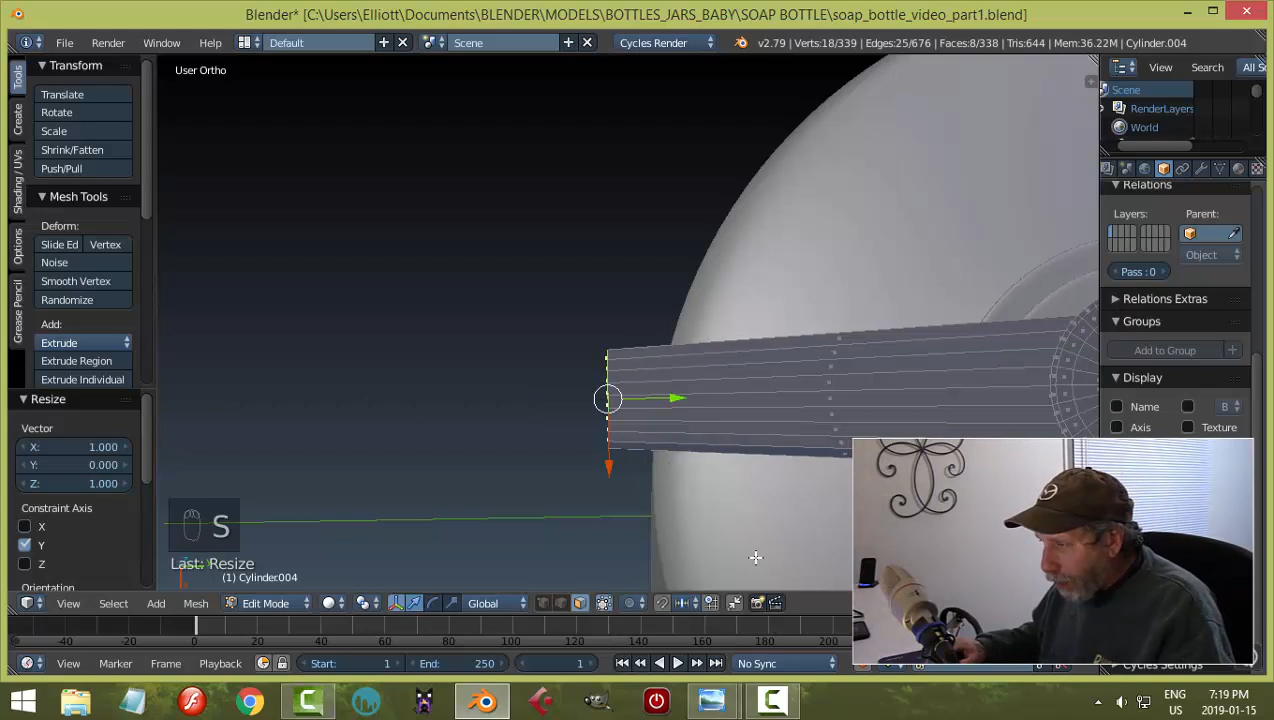 Blender* [C:\Users\Elliott\Documents\BLENDER\MODELS\BOTTLES_JARS_BABY\SOAP BOTTLE\soap_bottle_video_part1.blend]
File Render Window Help Default Scene Cycles Render v2.79 | Verts:18/339 | Edges:25/676 | Faces:8/338 | Tris:644 | Mem:36.22M | Cylinder.004
Tools
Create
Shading / UVs
Options
Grease Pencil
Transform
Translate
Rotate
Scale
Shrink/Fatten
Push/Pull
Mesh Tools
Deform:
Slide Ed Vertex
Noise
Smooth Vertex
Randomize
Add:
Extrude
Extrude Region
Extrude Individual
Resize
Vector
X: 1.000
Y: 0.000
Z: 1.000
Constraint Axis
X
Y
Z
Orientation
User Ortho
S
Last: Resize
(1) Cylinder.004
View Search All S
Scene
RenderLayers
World
Relations
Layers: Parent:
Object
Pass : 0
Relations Extras
Groups
Add to Group
Display
Name B
Axis Texture
View Select Add Mesh Edit Mode Global
-40 -20 0 20 40 60 80 100 120 140 160 180 200
View Marker Frame Playback Start: 1 End: 250 1 No Sync
ENG 7:19 PM
US 2019-01-15